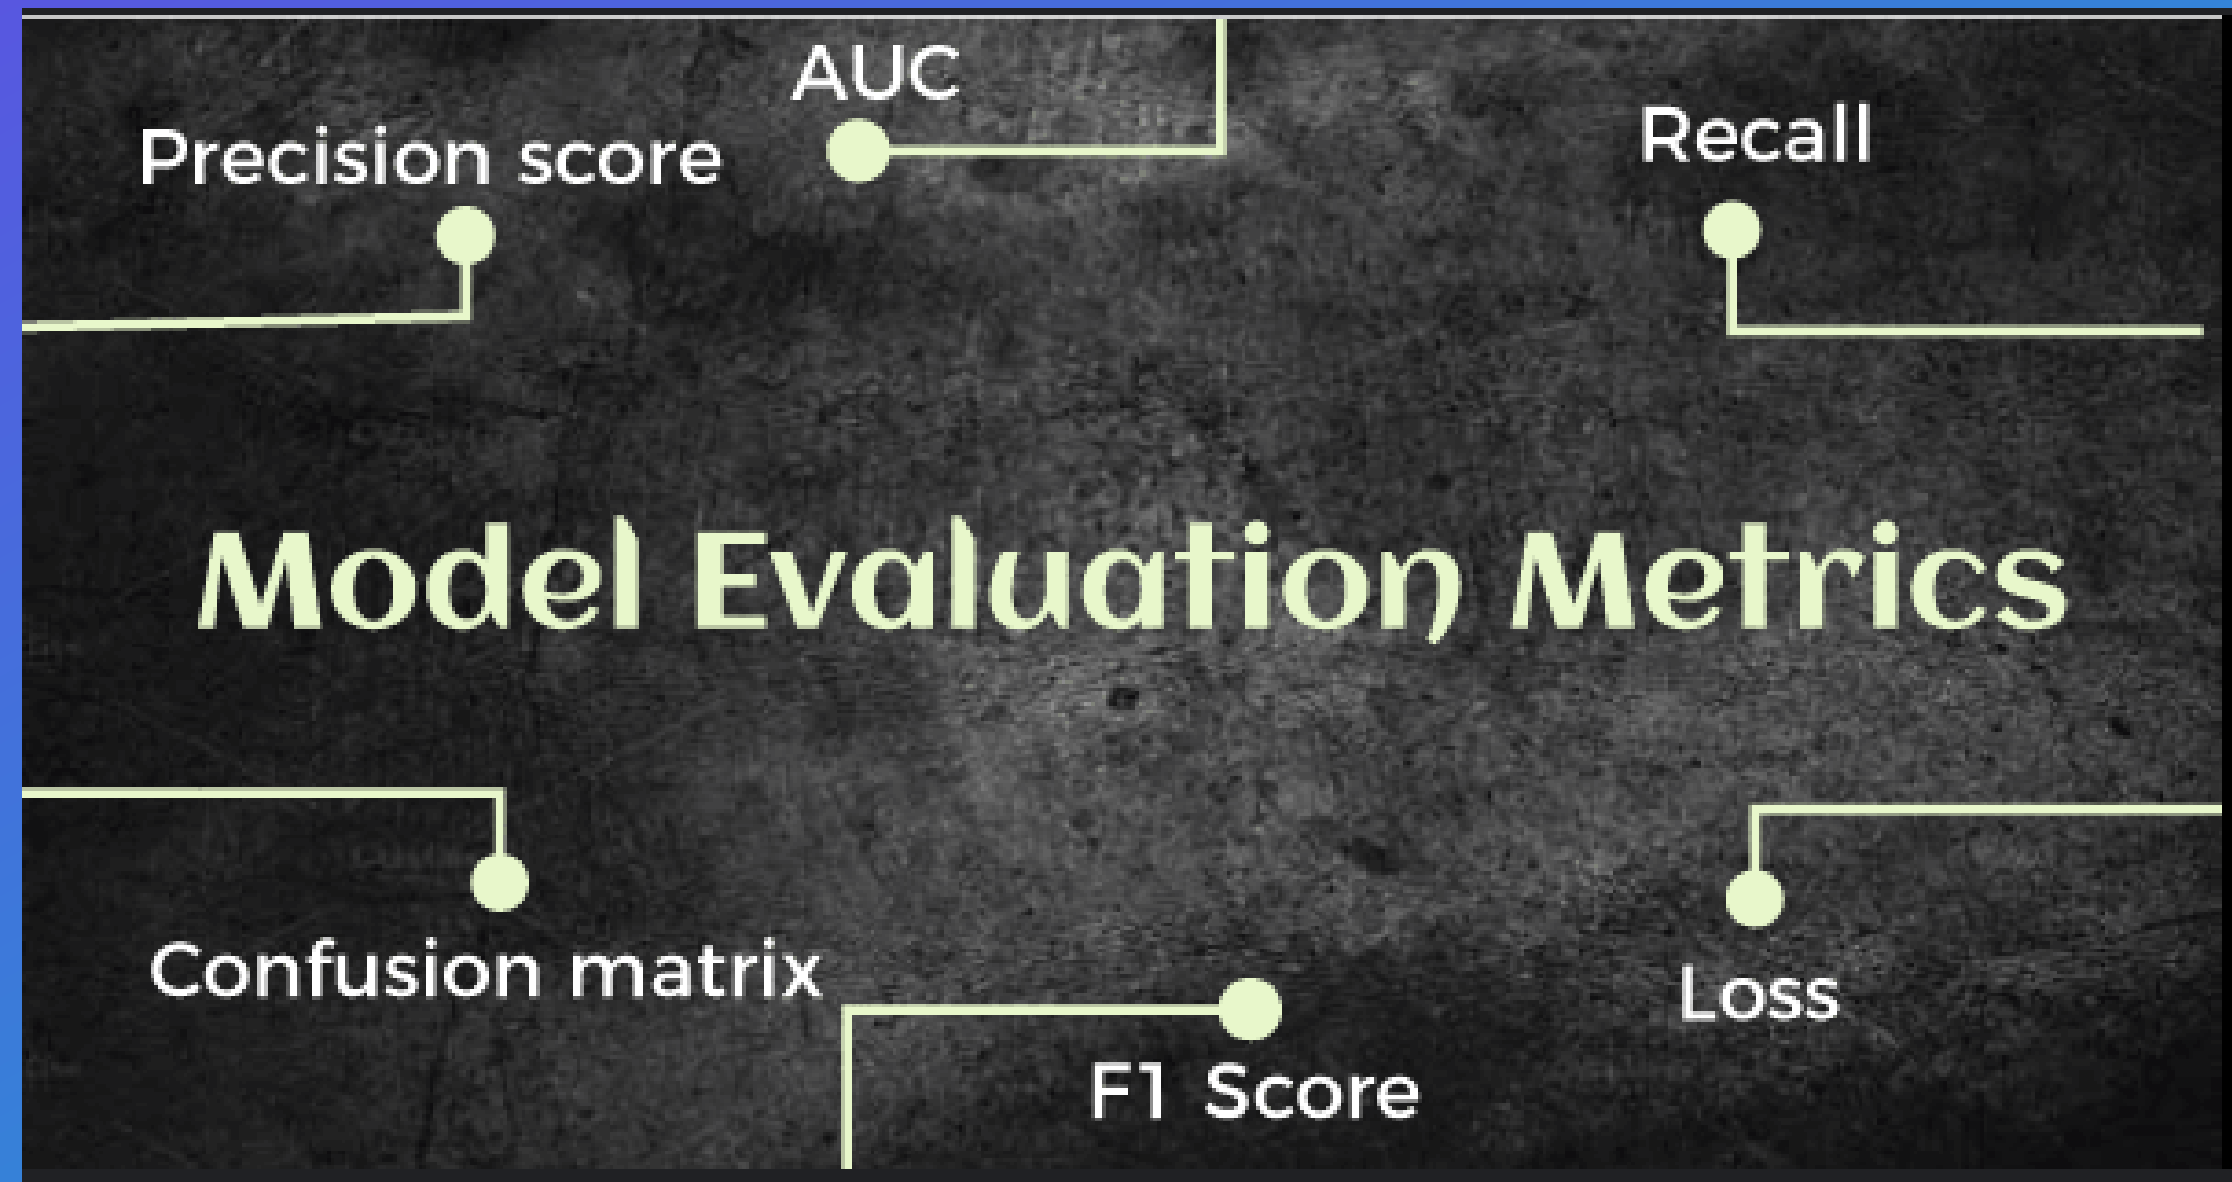 AUC
Precision score
Recall
Model Evaluation Metrics
Confusion matrix
Loss
F1 Score